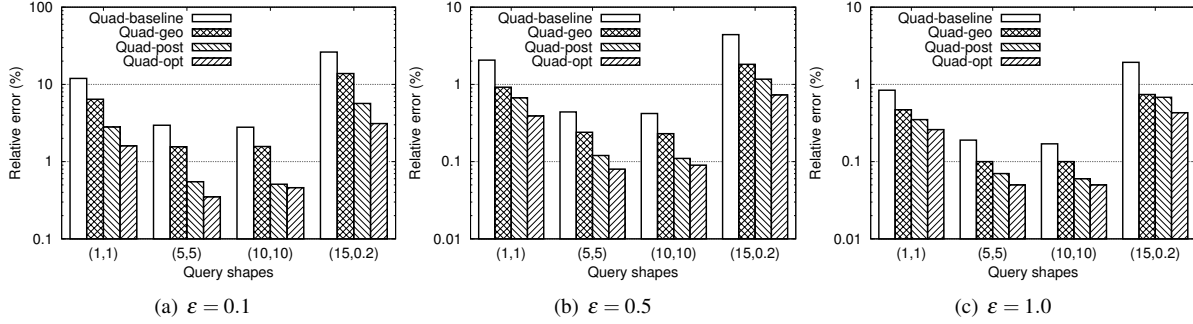 Relative error (%)
100
10
1
0.1
Quad-baseline
Quad-geo
Quad-post
Quad-opt
(1,1) (5,5) (10,10) (15,0.2)
Query shapes
(a) ε = 0.1
Relative error (%)
10
1
0.1
0.01
Quad-baseline
Quad-geo
Quad-post
Quad-opt
(1,1) (5,5) (10,10) (15,0.2)
Query shapes
(b) ε = 0.5
Relative error (%)
10
1
0.1
0.01
Quad-baseline
Quad-geo
Quad-post
Quad-opt
(1,1) (5,5) (10,10) (15,0.2)
Query shapes
(c) ε = 1.0